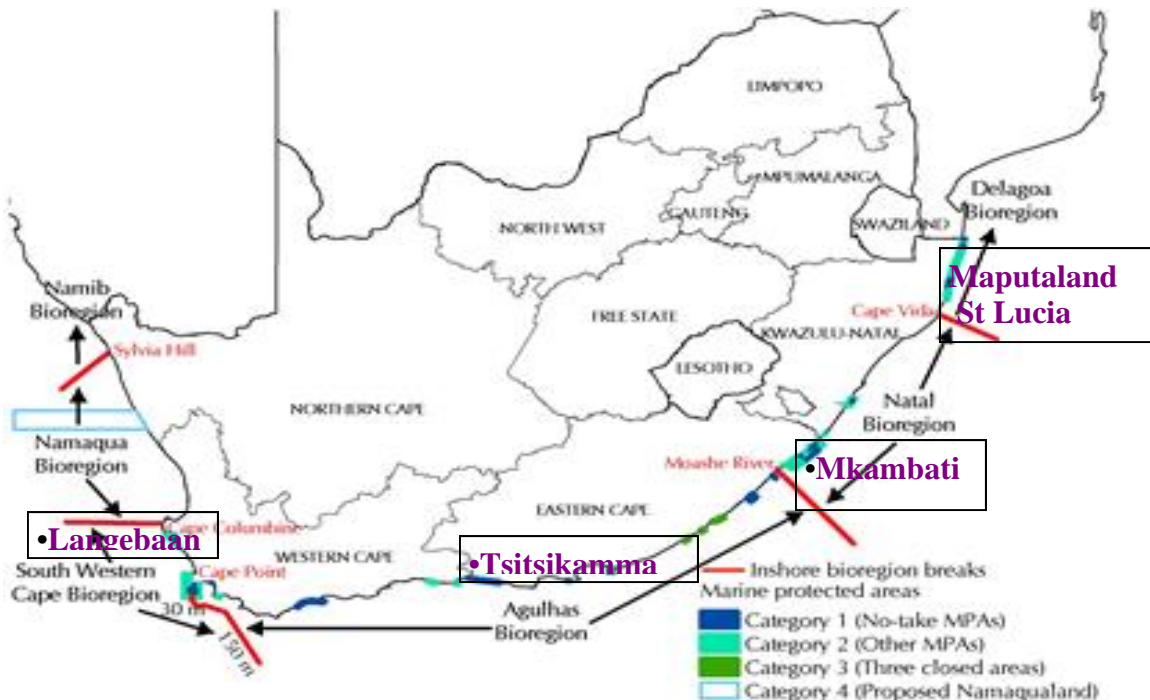 LIMPOPO
MPUMALANGA
GAUTENG
NORTH WEST
SWAZILAND
Delagoa
Bioregion
Maputaland
St Lucia
Namib
Bioregion
Sylvia Hill
FREE STATE
Cape Vidal
KWAZULU-NATAL
LESOTHO
NORTHERN CAPE
Natal
Bioregion
Namaqua
Bioregion
Moashe River
•Mkambati
EASTERN CAPE
•Langebaan
Cape Columbine
WESTERN CAPE
•Tsitsikamma
South Western
Cape Bioregion
Cape Point
30 m
150 m
Agulhas
Bioregion
Inshore bioregion breaks
Marine protected areas
Category 1 (No-take MPAs)
Category 2 (Other MPAs)
Category 3 (Three closed areas)
Category 4 (Proposed Namaqualand)